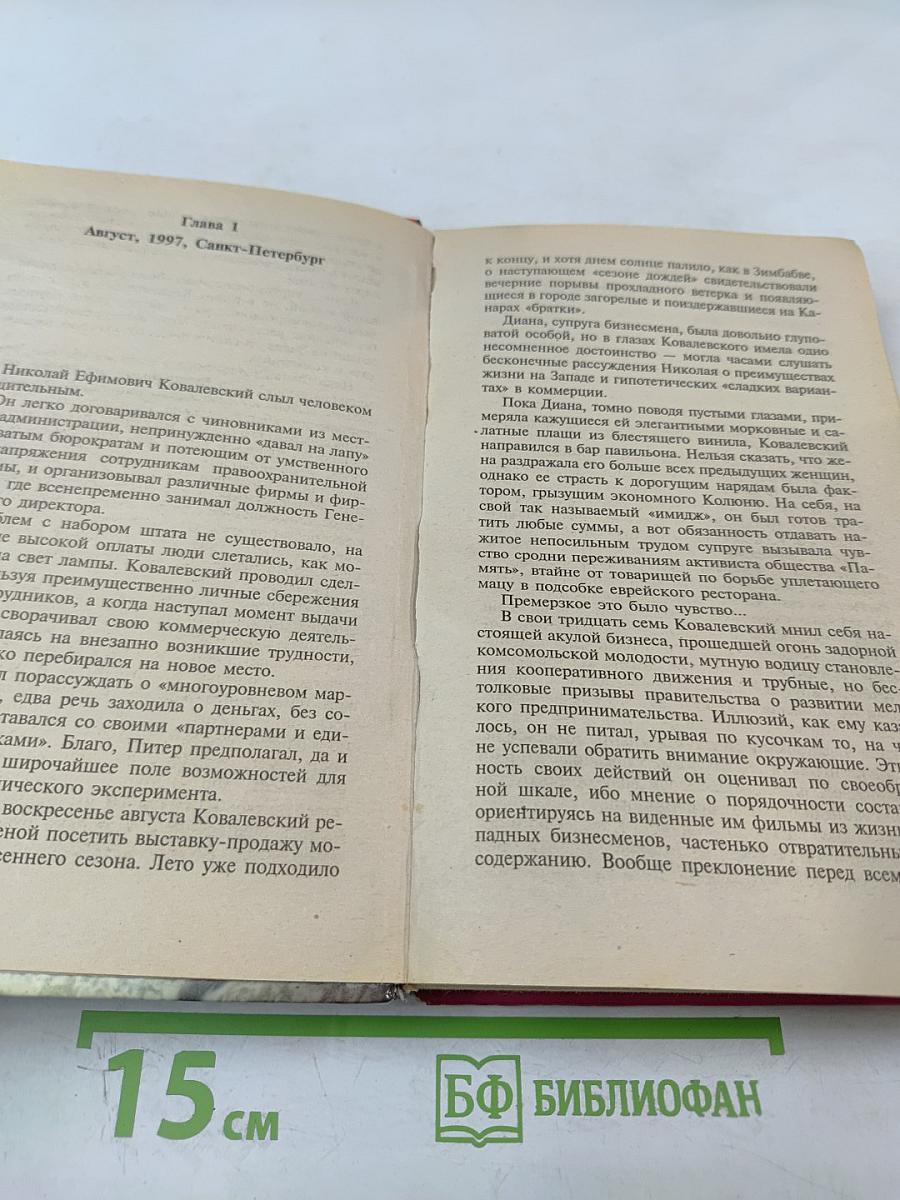 Глава 1
Август, 1997, Санкт-Петербург
Николай Ефимович Ковалевский слыл человеком
дительным.
Он легко договаривался с чиновниками из мест-
администрации, непринужденно «давал на лапу»
ватым бюрократам и потеющим от умственного
напряжения сотрудникам правоохранительной
мы, и организовывал различные фирмы и фир-
где всенепременно занимал должность Гене-
го директора.
блем с набором штата не существовало, на
ие высокой оплаты люди слетались, как мо-
на свет лампы. Ковалевский проводил сдел-
льзуя преимущественно личные сбережения
рудников, а когда наступал момент выдачи
сворачивал свою коммерческую деятель-
лаясь на внезапно возникшие трудности,
ко перебирался на новое место.
л порассуждать о «многоуровневом мар-
, едва речь заходила о деньгах, без со-
ставался со своими «партнерами и еди-
ками». Благо, Питер предполагал, да и
широчайшее поле возможностей для
ического эксперимента.
воскресенье августа Ковалевский ре-
еной посетить выставку-продажу мо-
сеннего сезона. Лето уже подходило
к концу, и хотя днем солнце палило, как в Зимбабве,
о наступающем «сезоне дождей» свидетельствовали
вечерние порывы прохладного ветерка и появляю-
щиеся в городе загорелые и поиздержавшиеся на Ка-
нарах «братки».
Диана, супруга бизнесмена, была довольно глупо-
ватой особой, но в глазах Ковалевского имела одно
несомненное достоинство — могла часами слушать
бесконечные рассуждения Николая о преимуществах
жизни на Западе и гипотетических «сладких вариан-
тах» в коммерции.
Пока Диана, томно поводя пустыми глазами, при-
меряла кажущиеся ей элегантными морковные и са-
латные плащи из блестящего винила, Ковалевский
направился в бар павильона. Нельзя сказать, что же-
на раздражала его больше всех предыдущих женщин,
однако ее страсть к дорогущим нарядам была фак-
тором, грызущим экономного Колюню. На себя, на
свой так называемый «имидж», он был готов тра-
тить любые суммы, а вот обязанность отдавать на-
житое непосильным трудом супруге вызывала чув-
ство сродни переживаниям активиста общества «Па-
мять», втайне от товарищей по борьбе уплетающего
мацу в подсобке еврейского ресторана.
Премерзкое это было чувство...
В свои тридцать семь Ковалевский мнил себя на-
стоящей акулой бизнеса, прошедшей огонь задорной
комсомольской молодости, мутную водицу становле-
ния кооперативного движения и трубные, но бес-
толковые призывы правительства о развитии мел
кого предпринимательства. Иллюзий, как ему каза
лось, он не питал, урывая по кусочкам то, на ч
не успевали обратить внимание окружающие. Эти
ность своих действий он оценивал по своеобр
ной шкале, ибо мнение о порядочности состав
ориентируясь на виденные им фильмы из жизни
падных бизнесменов, частенько отвратительны
содержанию. Вообще преклонение перед всем
15 см
БФ БИБЛИОФАН